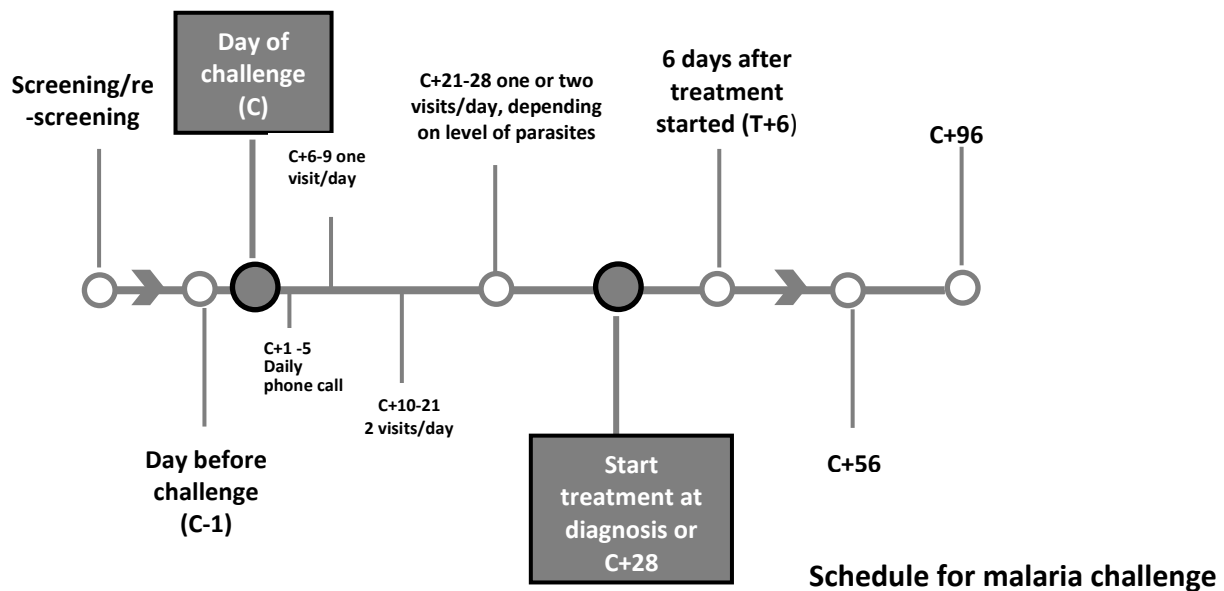 Screening/re
-screening
Day of
challenge
(C)
C+6-9 one
visit/day
C+21-28 one or two
visits/day, depending
on level of parasites
6 days after
treatment
started (T+6)
C+96
Day before
challenge
(C-1)
C+1 -5
Daily
phone call
C+10-21
2 visits/day
Start
treatment at
diagnosis or
C+28
C+56
Schedule for malaria challenge